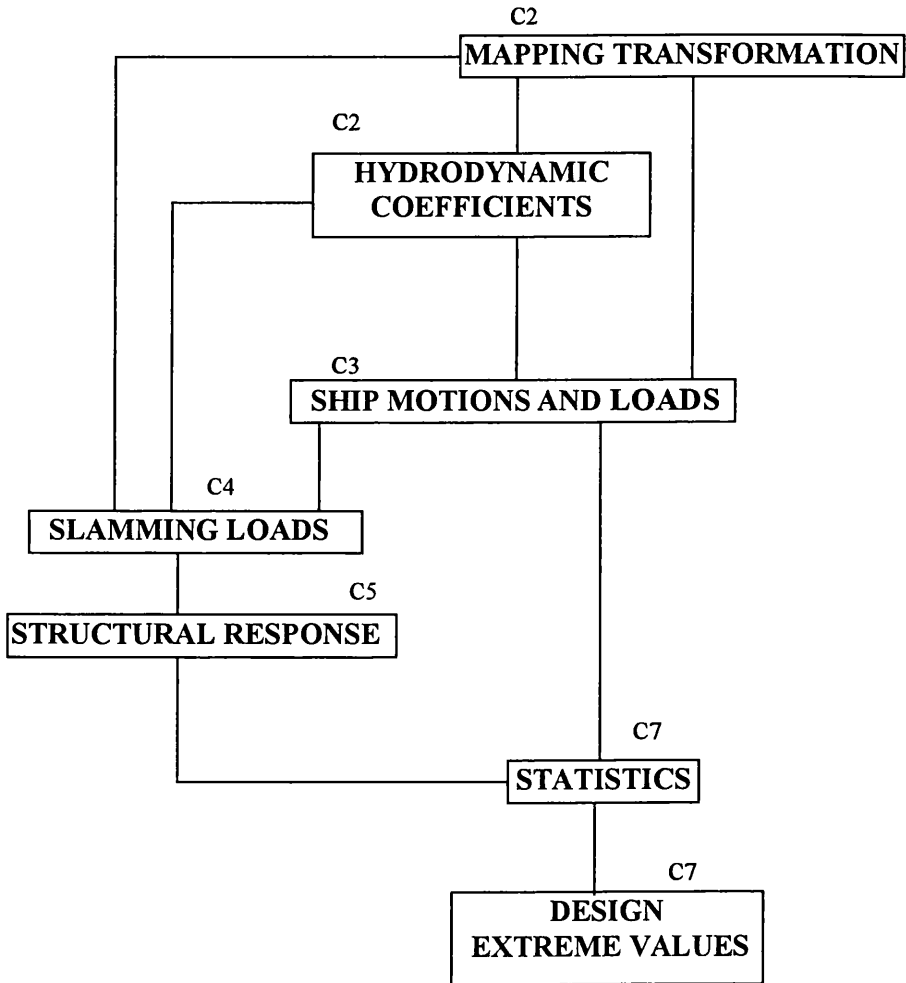 C2
MAPPING TRANSFORMATION
C2
HYDRODYNAMIC
COEFFICIENTS
C3
SHIP MOTIONS AND LOADS
C4
SLAMMING LOADS
C5
STRUCTURAL RESPONSE
C7
STATISTICS
C7
DESIGN
EXTREME VALUES